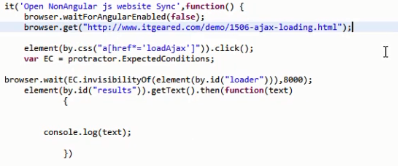 it('Open NonAngular js website Sync',function() {
browser.waitForAngularEnabled(false);
browser.get("http://www.itgeared.com/demo/1506-ajax-loading.html");
element(by.css("a[href*='loadAjax']")).click();
var EC = protractor.ExpectedConditions;
browser.wait(EC.invisibilityOf(element(by.id("loader"))),8000);
element(by.id("results")).getText().then(function(text)
{
console.log(text);
})